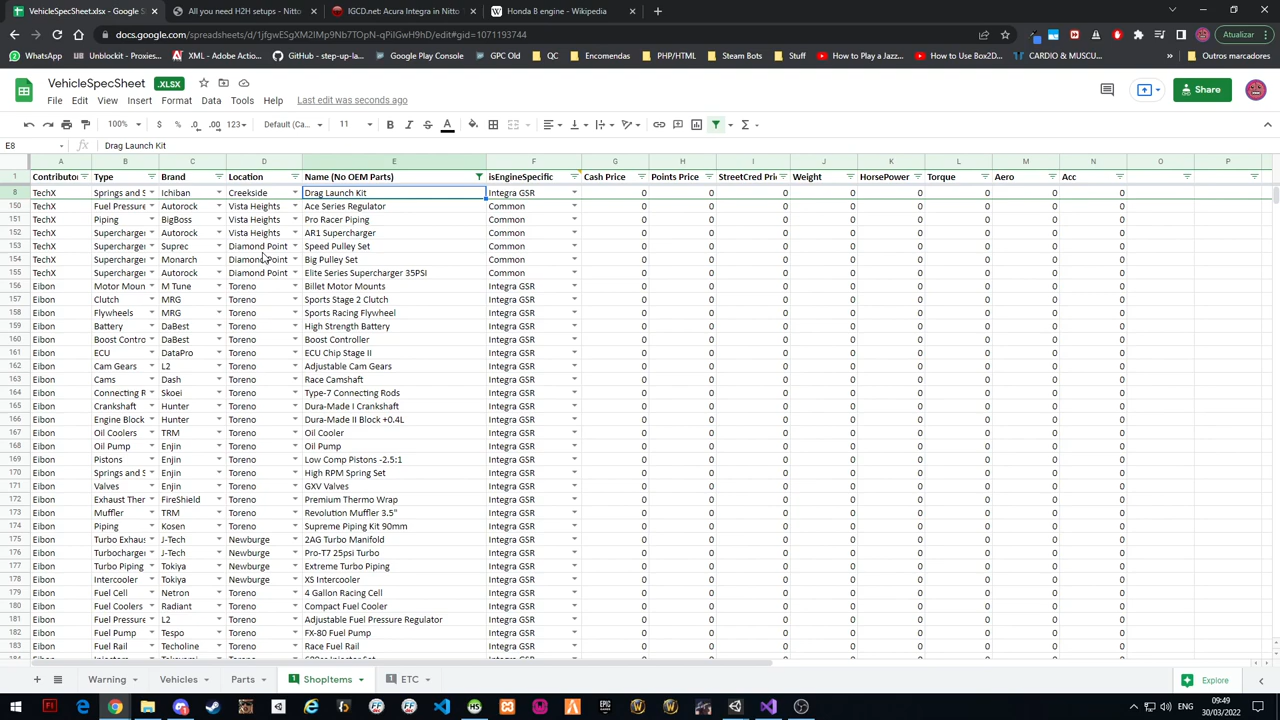 VehicleSpecSheet.xlsx - Google S
All you need H2H setups - Nitto
IGCD.net: Acura Integra in Nitto
Honda B engine - Wikipedia
docs.google.com/spreadsheets/d/1jfgwESgXM2IMp9Nb7TOpN-qPiIGwH9hD/edit#gid=1071193744
Atualizar
WhatsApp
Unblockit - Proxies
XML - Adobe Action...
GitHub - step-up-la...
Google Play Console
GPC Old
QC
Encomendas
PHP/HTML
Steam Bots
Stuff
How to Play a Jazz...
How to Use Box2D...
CARDIO & MUSCU...
Outros marcadores
VehicleSpecSheet .XLSX
Share
File Edit View Insert Format Data Tools Help Last edit was seconds ago
100% $ % .0 .00 123 Default (Ca... 11 B I S A Σ
E8 fx Drag Launch Kit
A B C D E F G H I J K L M N O P
1 Contributor Type Brand Location Name (No OEM Parts) isEngineSpecific Cash Price Points Price StreetCred Pri Weight HorsePower Torque Aero Acc
8 TechX Springs and S Ichiban Creekside Drag Launch Kit Integra GSR 0 0 0 0 0 0 0 0
150 TechX Fuel Pressure Autorock Vista Heights Ace Series Regulator Common 0 0 0 0 0 0 0 0
151 TechX Piping BigBoss Vista Heights Pro Racer Piping Common 0 0 0 0 0 0 0 0
152 TechX Supercharger Autorock Vista Heights AR1 Supercharger Common 0 0 0 0 0 0 0 0
153 TechX Supercharger Suprec Diamond Point Speed Pulley Set Common 0 0 0 0 0 0 0 0
154 TechX Supercharger Monarch Diamond Point Big Pulley Set Common 0 0 0 0 0 0 0 0
155 TechX Supercharger Autorock Diamond Point Elite Series Supercharger 35PSI Common 0 0 0 0 0 0 0 0
156 Eibon Motor Moun M Tune Toreno Billet Motor Mounts Integra GSR 0 0 0 0 0 0 0 0
157 Eibon Clutch MRG Toreno Sports Stage 2 Clutch Integra GSR 0 0 0 0 0 0 0 0
158 Eibon Flywheels MRG Toreno Sports Racing Flywheel Integra GSR 0 0 0 0 0 0 0 0
159 Eibon Battery DaBest Toreno High Strength Battery Integra GSR 0 0 0 0 0 0 0 0
160 Eibon Boost Contro DaBest Toreno Boost Controller Integra GSR 0 0 0 0 0 0 0 0
161 Eibon ECU DataPro Toreno ECU Chip Stage II Integra GSR 0 0 0 0 0 0 0 0
162 Eibon Cam Gears L2 Toreno Adjustable Cam Gears Integra GSR 0 0 0 0 0 0 0 0
163 Eibon Cams Dash Toreno Race Camshaft Integra GSR 0 0 0 0 0 0 0 0
164 Eibon Connecting R Skoei Toreno Type-7 Connecting Rods Integra GSR 0 0 0 0 0 0 0 0
165 Eibon Crankshaft Hunter Toreno Dura-Made I Crankshaft Integra GSR 0 0 0 0 0 0 0 0
166 Eibon Engine Block Hunter Toreno Dura-Made II Block +0.4L Integra GSR 0 0 0 0 0 0 0 0
167 Eibon Oil Coolers TRM Toreno Oil Cooler Integra GSR 0 0 0 0 0 0 0 0
168 Eibon Oil Pump Enjin Toreno Oil Pump Integra GSR 0 0 0 0 0 0 0 0
169 Eibon Pistons Enjin Toreno Low Comp Pistons -2.5:1 Integra GSR 0 0 0 0 0 0 0 0
170 Eibon Springs and S Enjin Toreno High RPM Spring Set Integra GSR 0 0 0 0 0 0 0 0
171 Eibon Valves Enjin Toreno GXV Valves Integra GSR 0 0 0 0 0 0 0 0
172 Eibon Exhaust Ther FireShield Toreno Premium Thermo Wrap Integra GSR 0 0 0 0 0 0 0 0
173 Eibon Muffler TRM Toreno Revolution Muffler 3.5" Integra GSR 0 0 0 0 0 0 0 0
174 Eibon Piping Kosen Toreno Supreme Piping Kit 90mm Integra GSR 0 0 0 0 0 0 0 0
175 Eibon Turbo Exhaus J-Tech Newburge 2AG Turbo Manifold Integra GSR 0 0 0 0 0 0 0 0
176 Eibon Turbocharger J-Tech Newburge Pro-T7 25psi Turbo Integra GSR 0 0 0 0 0 0 0 0
177 Eibon Turbo Piping Tokiya Newburge Extreme Turbo Piping Integra GSR 0 0 0 0 0 0 0 0
178 Eibon Intercooler Tokiya Newburge XS Intercooler Integra GSR 0 0 0 0 0 0 0 0
179 Eibon Fuel Cell Netron Toreno 4 Gallon Racing Cell Integra GSR 0 0 0 0 0 0 0 0
180 Eibon Fuel Coolers Radiant Toreno Compact Fuel Cooler Integra GSR 0 0 0 0 0 0 0 0
181 Eibon Fuel Pressure L2 Toreno Adjustable Fuel Pressure Regulator Integra GSR 0 0 0 0 0 0 0 0
182 Eibon Fuel Pump Tespo Toreno FX-80 Fuel Pump Integra GSR 0 0 0 0 0 0 0 0
183 Eibon Fuel Rail Techoline Toreno Race Fuel Rail Integra GSR 0 0 0 0 0 0 0 0
Warning Vehicles Parts ShopItems ETC Explore
ENG 09:49
30/03/2022